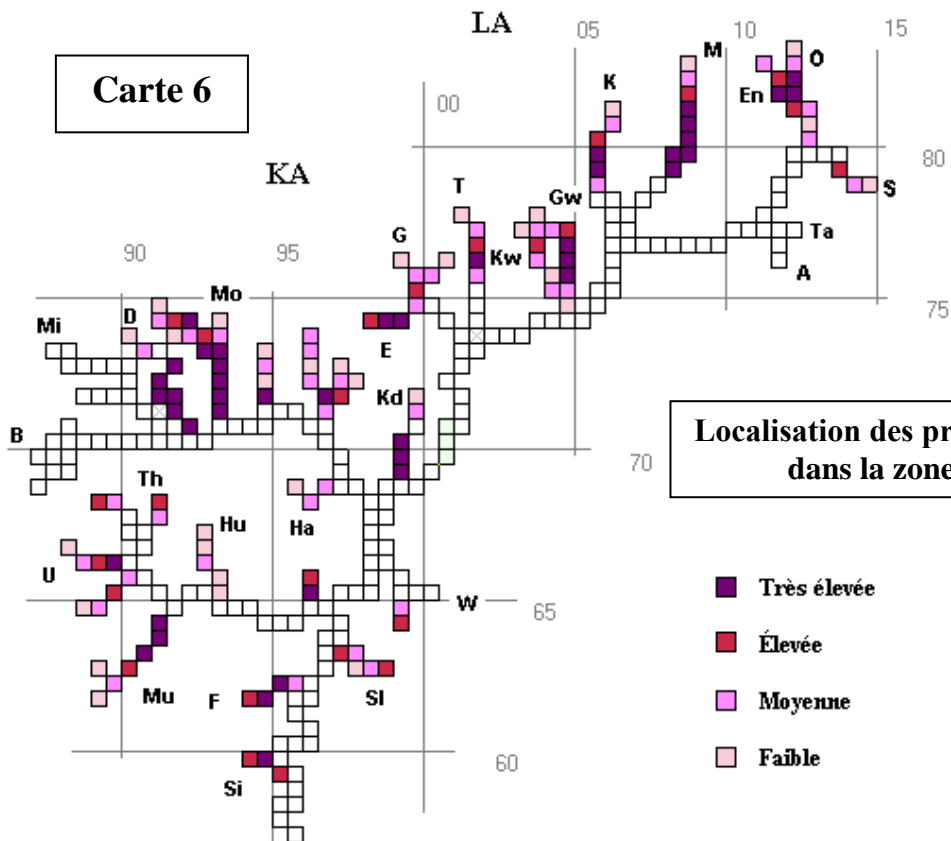 LA
05
10
15
M
O
Carte 6
K
En
00
80
KA
T
Gw
S
G
Ta
Kw
90
95
A
Mo
75
D
Mi
E
Kd
B
Localisation des pr
dans la zone
70
Th
Hu
Ha
U
Très élevée
W
65
Élevée
Mu
F
Sl
Moyenne
Faible
60
Si